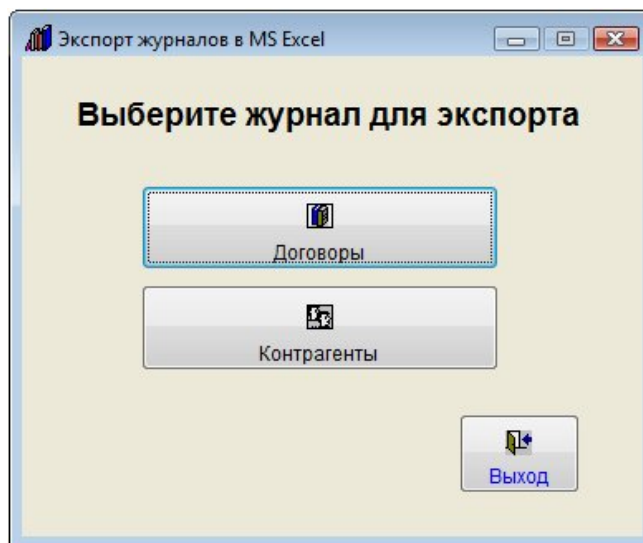 Экспорт журналов в MS Excel
Выберите журнал для экспорта
Договоры
Контрагенты
Выход